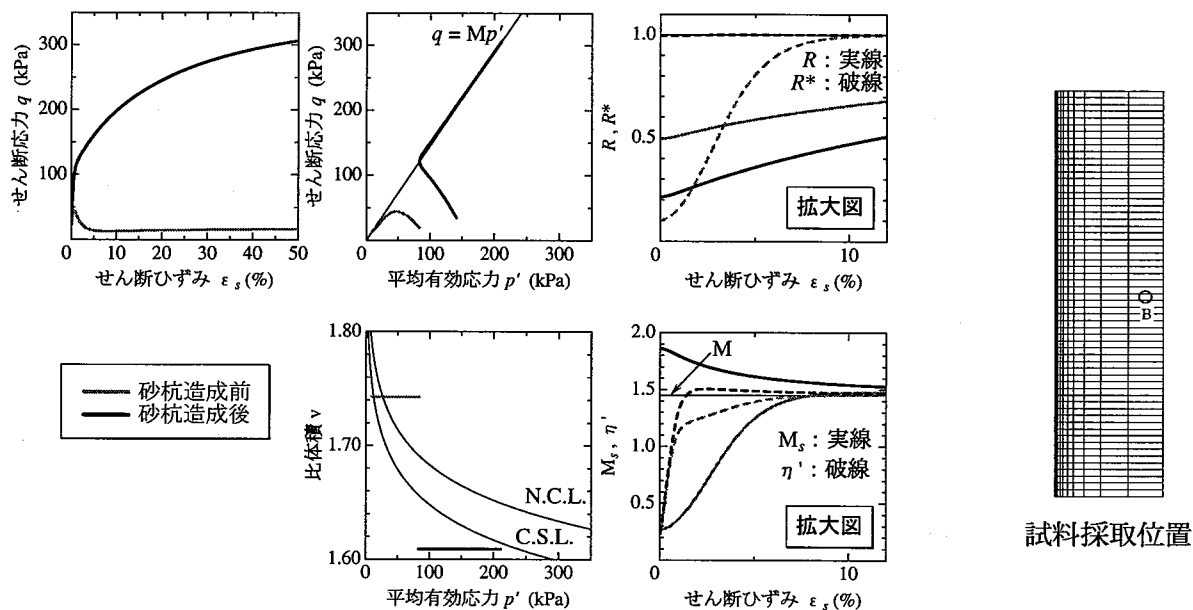 せん断応力 q (kPa)
300
200
100
0
10
20
30
40
50
せん断ひずみ ε s (%)
せん断応力 q (kPa)
300
200
100
q = Mp'
0
100
200
300
平均有効応力 p' (kPa)
R , R*
1.0
0.5
0
R : 実線
R* : 破線
拡大図
0
10
せん断ひずみ ε s (%)
砂杭造成前
砂杭造成後
比体積 v
1.80
1.70
1.60
N.C.L.
C.S.L.
0
100
200
300
平均有効応力 p' (kPa)
Ms , η'
2.0
1.5
1.0
0.5
M
Ms : 実線
η' : 破線
拡大図
0
10
せん断ひずみ ε s (%)
B
試料採取位置